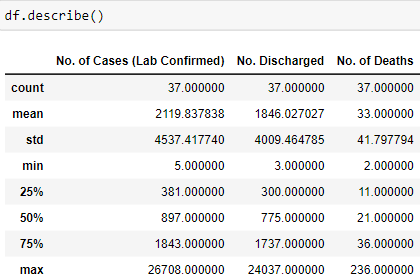 df.describe()
No. of Cases (Lab Confirmed) No. Discharged No. of Deaths
count 37.000000 37.000000 37.000000
mean 2119.837838 1846.027027 33.000000
std 4537.417740 4009.464785 41.797794
min 5.000000 3.000000 2.000000
25% 381.000000 300.000000 11.000000
50% 897.000000 775.000000 21.000000
75% 1843.000000 1737.000000 36.000000
max 26708.000000 24037.000000 236.000000